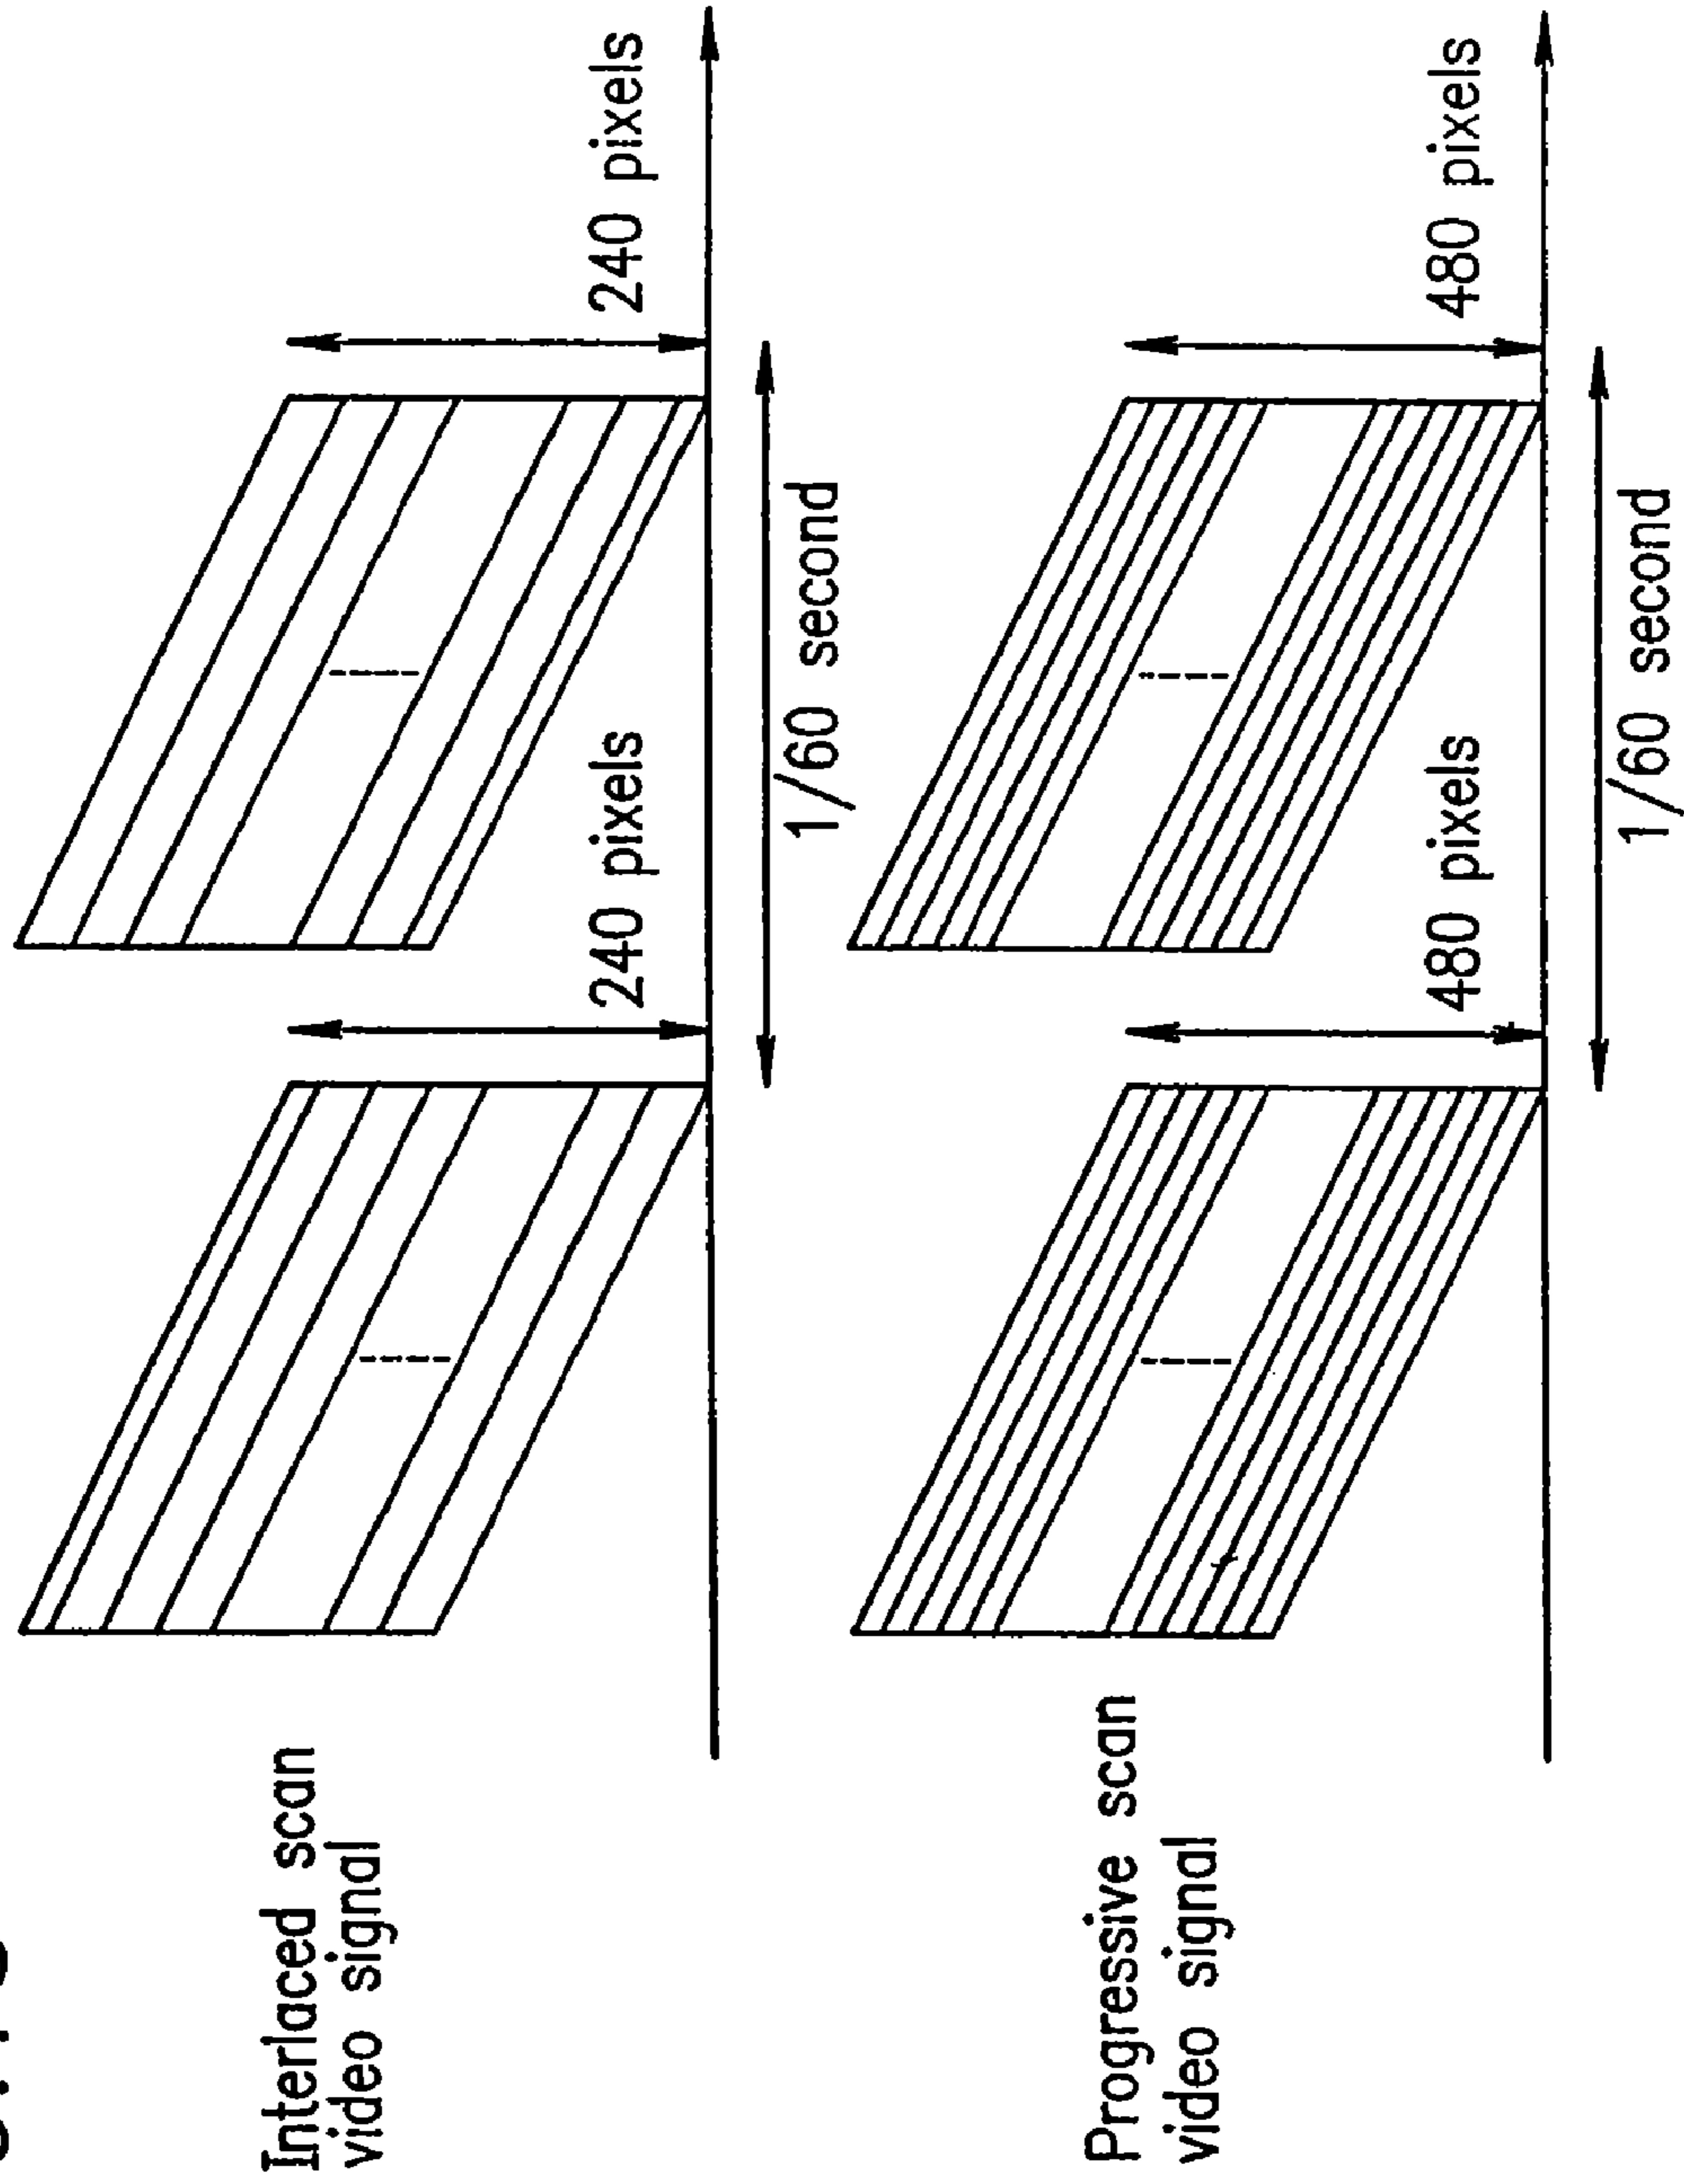 Interlaced scan
video signal
240 pixels
240 pixels
1/60 second
Progressive scan
video signal
480 pixels
480 pixels
1/60 second